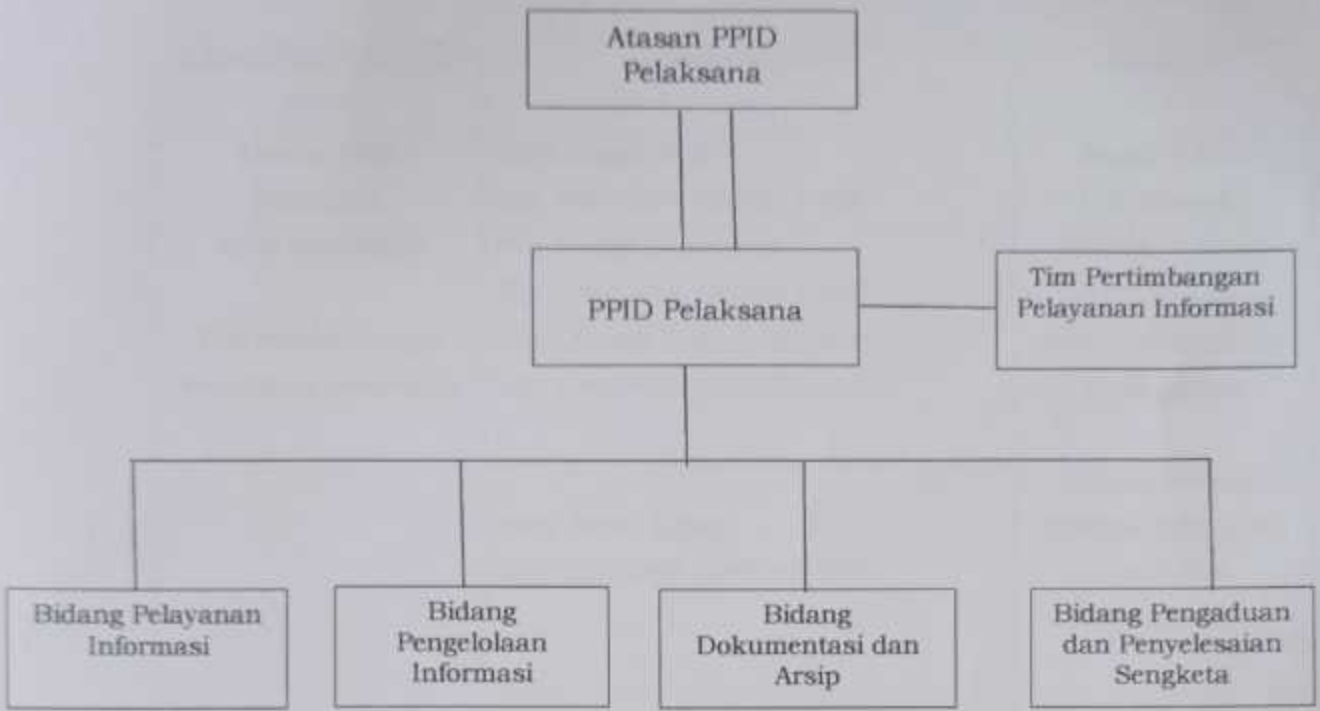 Atasan PPID
Pelaksana
PPID Pelaksana
Tim Pertimbangan
Pelayanan Informasi
Bidang Pelayanan
Informasi
Bidang
Pengelolaan
Informasi
Bidang
Dokumentasi dan
Arsip
Bidang Pengaduan
dan Penyelesaian
Sengketa